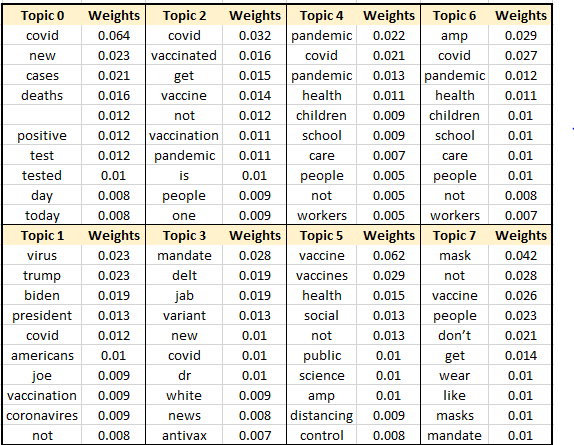 Topic 0 Weights Topic 2 Weights Topic 4 Weights Topic 6 Weights
covid 0.064 covid 0.032 pandemic 0.022 amp 0.029
new 0.023 vaccinated 0.016 covid 0.021 covid 0.027
cases 0.021 get 0.015 pandemic 0.013 pandemic 0.012
deaths 0.016 vaccine 0.014 health 0.011 health 0.011
0.012 not 0.012 children 0.009 children 0.01
positive 0.012 vaccination 0.011 school 0.009 school 0.01
test 0.012 pandemic 0.011 care 0.007 care 0.01
tested 0.01 is 0.01 people 0.005 people 0.01
day 0.008 people 0.009 not 0.005 not 0.008
today 0.008 one 0.009 workers 0.005 workers 0.007
Topic 1 Weights Topic 3 Weights Topic 5 Weights Topic 7 Weights
virus 0.023 mandate 0.028 vaccine 0.062 mask 0.042
trump 0.023 delt 0.019 vaccines 0.029 not 0.028
biden 0.019 jab 0.019 health 0.015 vaccine 0.026
president 0.013 variant 0.013 social 0.013 people 0.023
covid 0.012 new 0.01 not 0.013 don't 0.021
americans 0.01 covid 0.01 public 0.01 get 0.014
joe 0.009 dr 0.01 science 0.01 wear 0.01
vaccination 0.009 white 0.009 amp 0.01 like 0.01
coronavires 0.009 news 0.008 distancing 0.009 masks 0.01
not 0.008 antivax 0.007 control 0.008 mandate 0.01